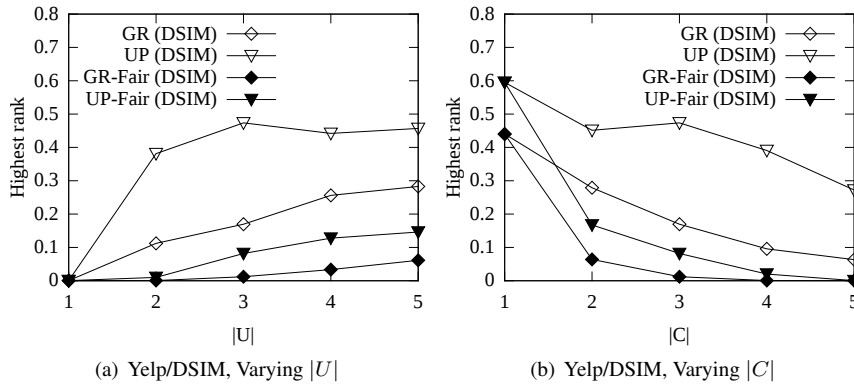 0.8
0.7
0.6
0.5
0.4
0.3
0.2
0.1
0
Highest rank
GR (DSIM)
UP (DSIM)
GR-Fair (DSIM)
UP-Fair (DSIM)
1 2 3 4 5
|U|
(a) Yelp/DSIM, Varying |U|
0.8
0.7
0.6
0.5
0.4
0.3
0.2
0.1
0
Highest rank
GR (DSIM)
UP (DSIM)
GR-Fair (DSIM)
UP-Fair (DSIM)
1 2 3 4 5
|C|
(b) Yelp/DSIM, Varying |C|